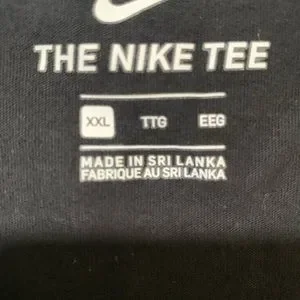 THE NIKE TEE
XXL TTG EEG
MADE IN SRI LANKA
FABRIQUE AU SRI LANKA